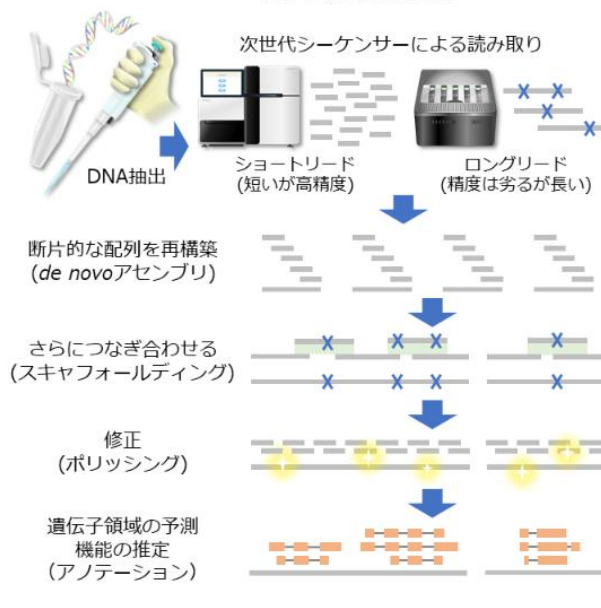 次世代シーケンサーによる読み取り
DNA抽出
ショートリード
(短いが高精度)
ロングリード
(精度は劣るが長い)
断片的な配列を再構築
(de novoアセンブリ)
さらにつなぎ合わせる
(スキャフォールディング)
修正
(ポリッシング)
遺伝子領域の予測
機能の推定
（アノテーション）